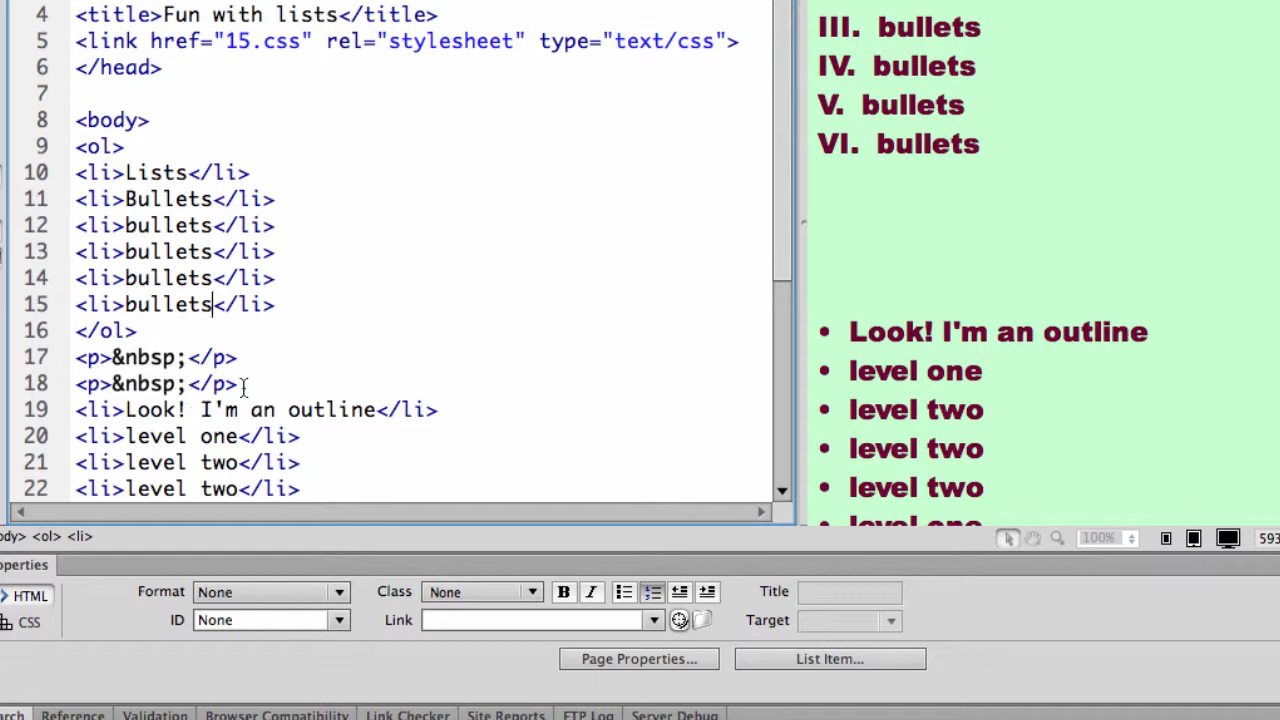 4 <title>Fun with lists</title>
5 <link href="15.css" rel="stylesheet" type="text/css">
6 </head>
7
8 <body>
9 <ol>
10 <li>Lists</li>
11 <li>Bullets</li>
12 <li>bullets</li>
13 <li>bullets</li>
14 <li>bullets</li>
15 <li>bullets</li>
16 </ol>
17 <p>&nbsp;</p>
18 <p>&nbsp;</p>
19 <li>Look! I'm an outline</li>
20 <li>level one</li>
21 <li>level two</li>
22 <li>level two</li>
III. bullets
IV. bullets
V. bullets
VI. bullets
• Look! I'm an outline
• level one
• level two
• level two
• level two
• level one
ody> <ol> <li>
100%
593
operties
HTML
CSS
Format None
Class None
B I
Title
ID None
Link
Target
Page Properties...
List Item...
arch Reference Validation Browser Compatibility Link Checker Site Reports FTP Log Server Debug